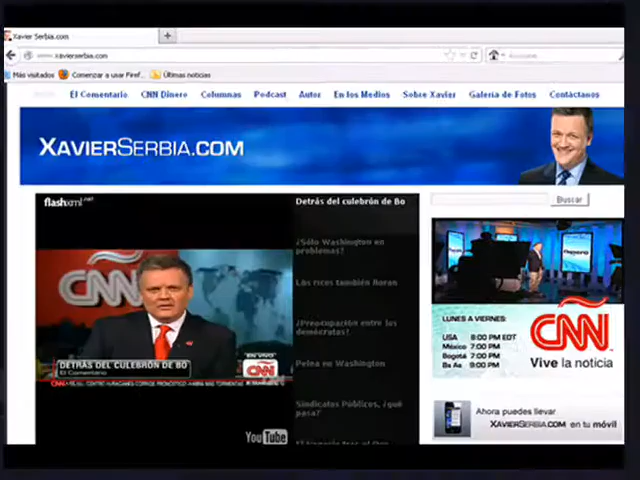 Xavier Serbia.com
www.xavierserbia.com
Más visitados
Comenzar a usar Firef...
Últimas noticias
El Comentario CNN Dinero Columnas Podcast Autor En los Medios Sobre Xavier Galería de Fotos Contáctanos
XAVIERSERBIA.COM
Buscar
flashxml.net
Detrás del culebrón de Bo
¿Sólo Washington en
problemas?
Los ricos también lloran
¿Preocupación entre los
demócratas?
Pelea en Washington
Sindicatos Públicos, ¿qué
pasa?
CNN
DETRÁS DEL CULEBRÓN DE BO
El Comentario
EN VIVO
CNN
YouTube
LUNES A VIERNES:
USA 8:00 PM EDT
México 7:00 PM
Bogotá 7:00 PM
Bs As 9:00 PM
CNN
Vive la noticia
Ahora puedes llevar
XAVIERSERBIA.COM en tu móvil